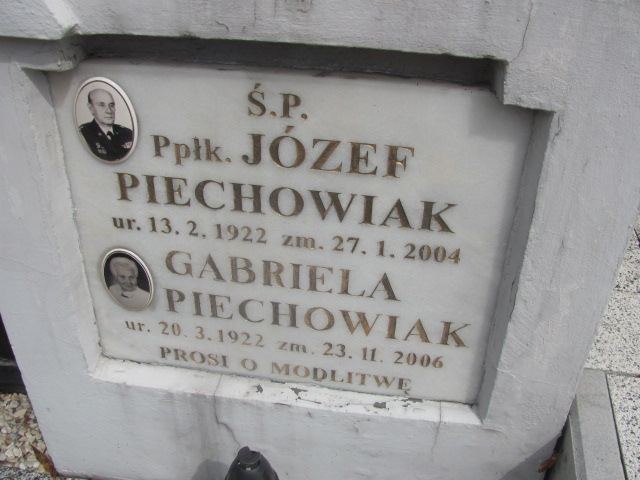 Ś.P.
Ppłk. JÓZEF
PIECHOWIAK
ur. 13. 2. 1922 zm. 27. 1. 2004
GABRIELA
PIECHOWIAK
ur. 20. 3. 1922 zm. 23. 11. 2006
PROSI O MODLITWĘ